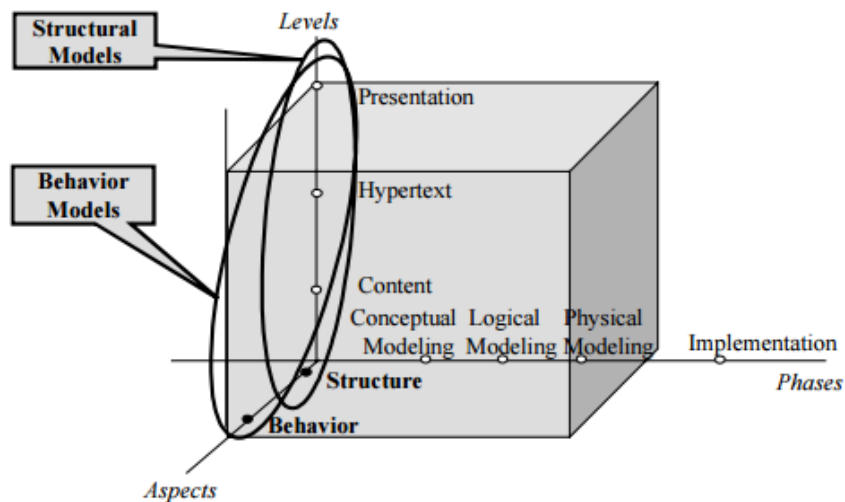 Structural
Models
Levels
Presentation
Behavior
Models
Hypertext
Content
Conceptual
Modeling
Logical
Modeling
Physical
Modeling
Implementation
Phases
Structure
Behavior
Aspects